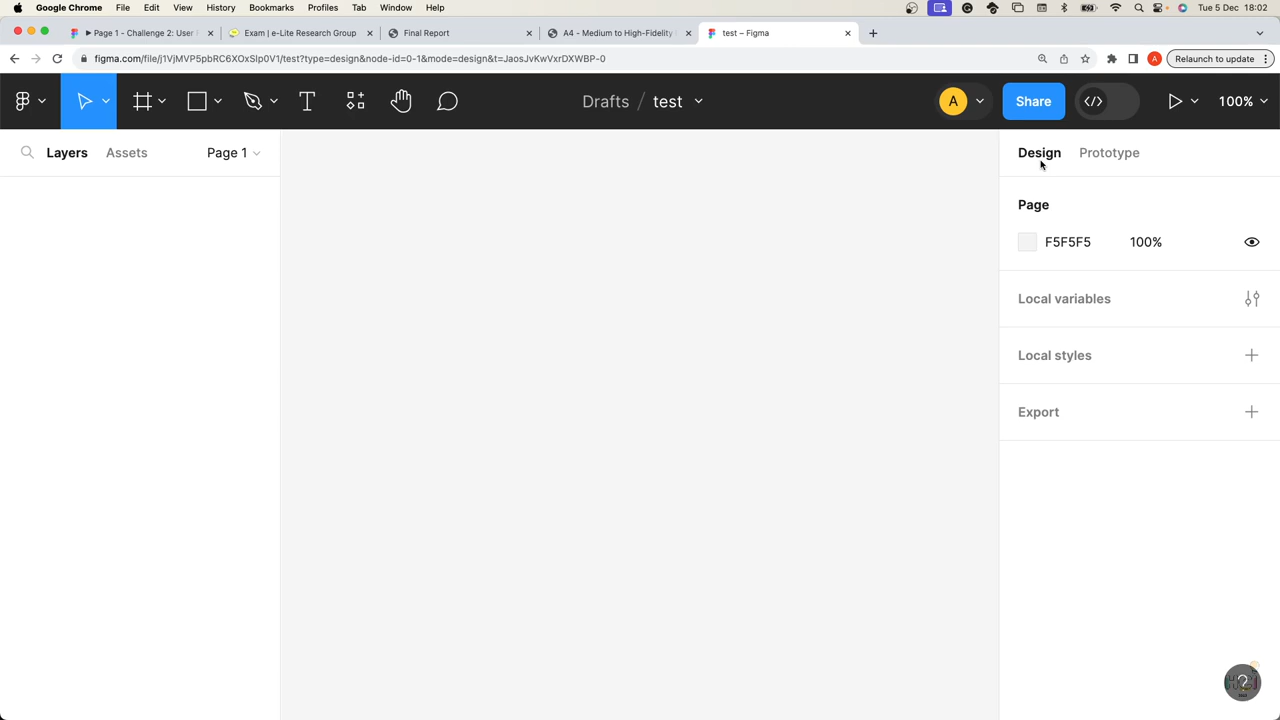 Google Chrome File Edit View History Bookmarks Profiles Tab Window Help Tue 5 Dec 18:02
Page 1 - Challenge 2: User Exam | e-Lite Research Group Final Report A4 - Medium to High-Fidelity test – Figma
figma.com/file/j1VjMVP5pbRC6XOxSIp0V1/test?type=design&node-id=0-1&mode=design&t=JaosJvKwVxrDXWBP-0 A Relaunch to update
T Drafts / test A Share </> 100%
Layers Assets Page 1 Design Prototype
Page
F5F5F5 100%
Local variables
Local styles
Export
?